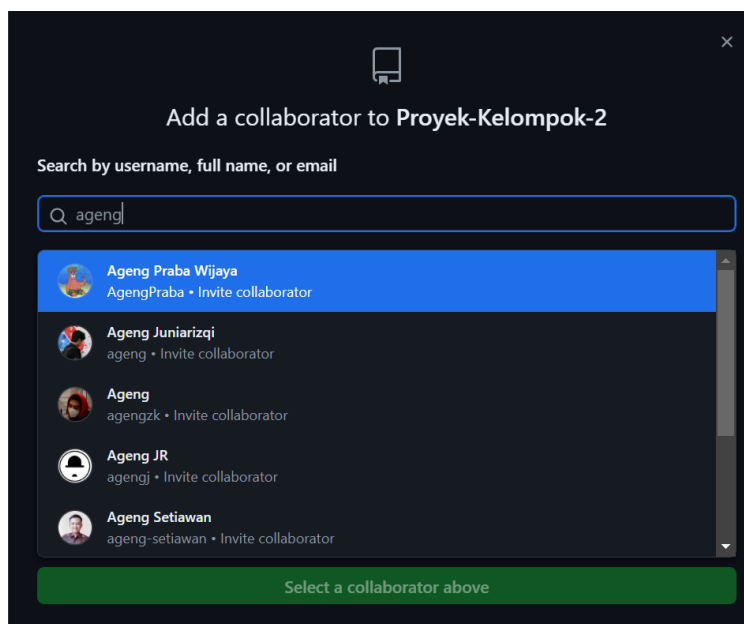 Add a collaborator to Proyek-Kelompok-2
Search by username, full name, or email
ageng
Ageng Praba Wijaya
AgengPraba • Invite collaborator
Ageng Juniarizqi
ageng • Invite collaborator
Ageng
agengzk • Invite collaborator
Ageng JR
agengj • Invite collaborator
Ageng Setiawan
ageng-setiawan • Invite collaborator
Select a collaborator above